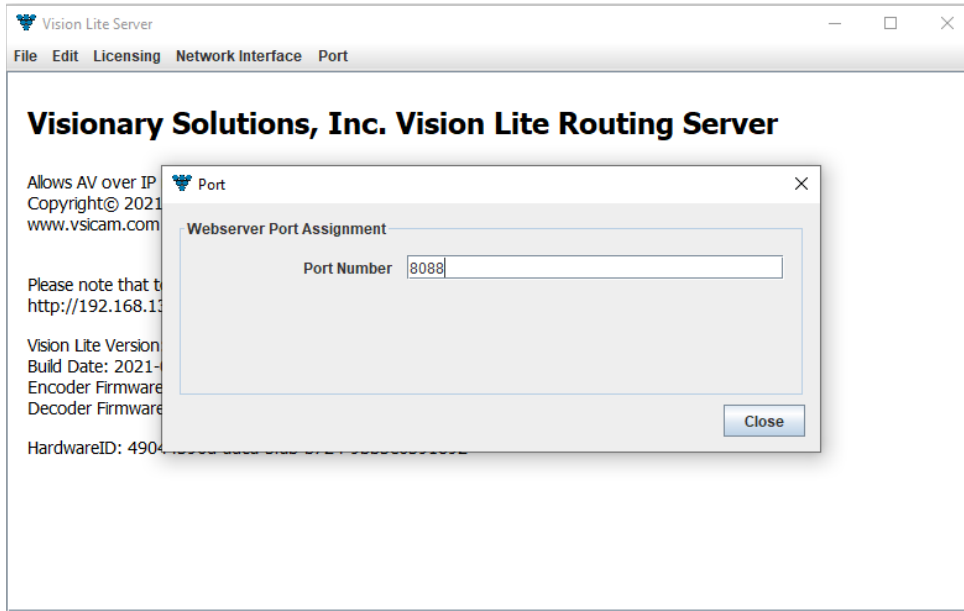 Vision Lite Server
File Edit Licensing Network Interface Port
Visionary Solutions, Inc. Vision Lite Routing Server
Allows AV over IP
Copyright© 2021
www.vsicam.com
Please note that
http://192.168.
Vision Lite Version
Build Date: 2021-
Encoder Firmware
Decoder Firmware
HardwareID:
Port
Webserver Port Assignment
Port Number 8088
Close